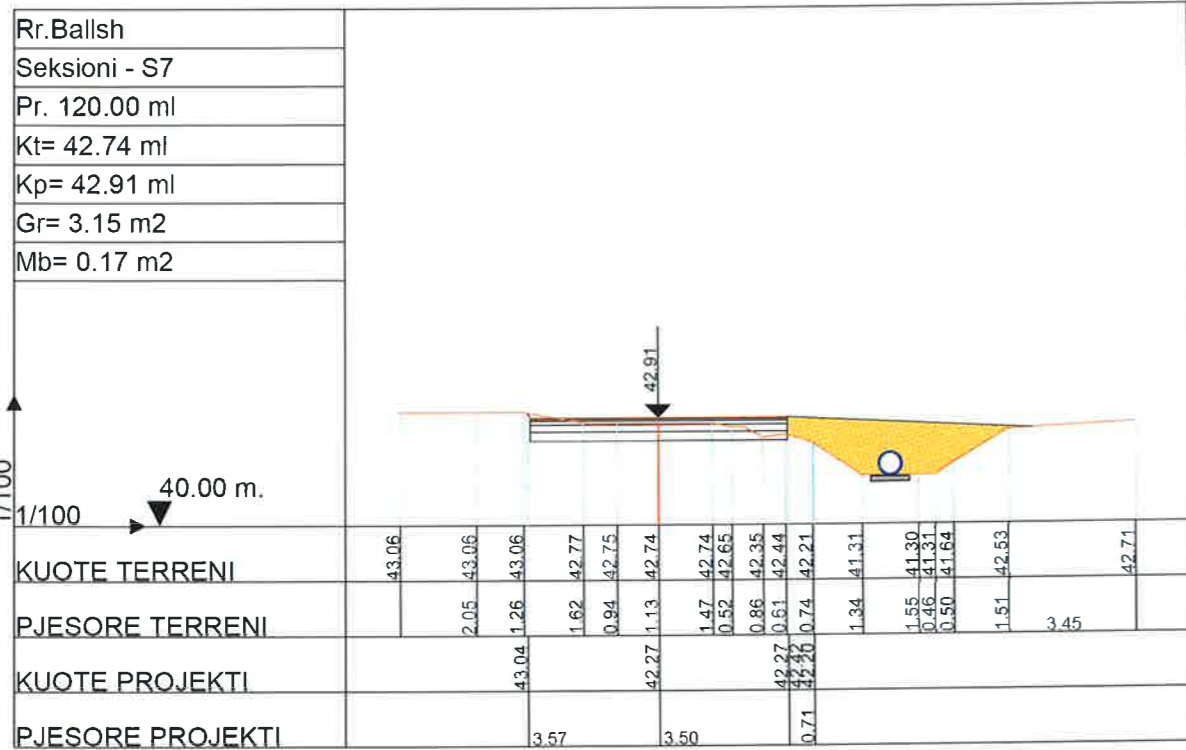 Rr.Ballsh
Seksioni - S7
Pr. 120.00 ml
Kt= 42.74 ml
Kp= 42.91 ml
Gr= 3.15 m2
Mb= 0.17 m2
42.91
1/100
40.00 m.
1/100
KUOTE TERRENI 43.06 43.06 43.06 42.77 42.75 42.74 42.74 42.65 42.35 42.44 42.21 41.31 41.30 41.31 41.64 42.53 42.71
PJESORE TERRENI 2.05 1.26 1.62 0.94 1.13 1.47 0.52 0.86 0.61 0.74 1.34 1.55 0.46 0.50 1.51 3.45
KUOTE PROJEKTI 43.04 42.27 42.27 42.42 42.20
PJESORE PROJEKTI 3.57 3.50 0.71